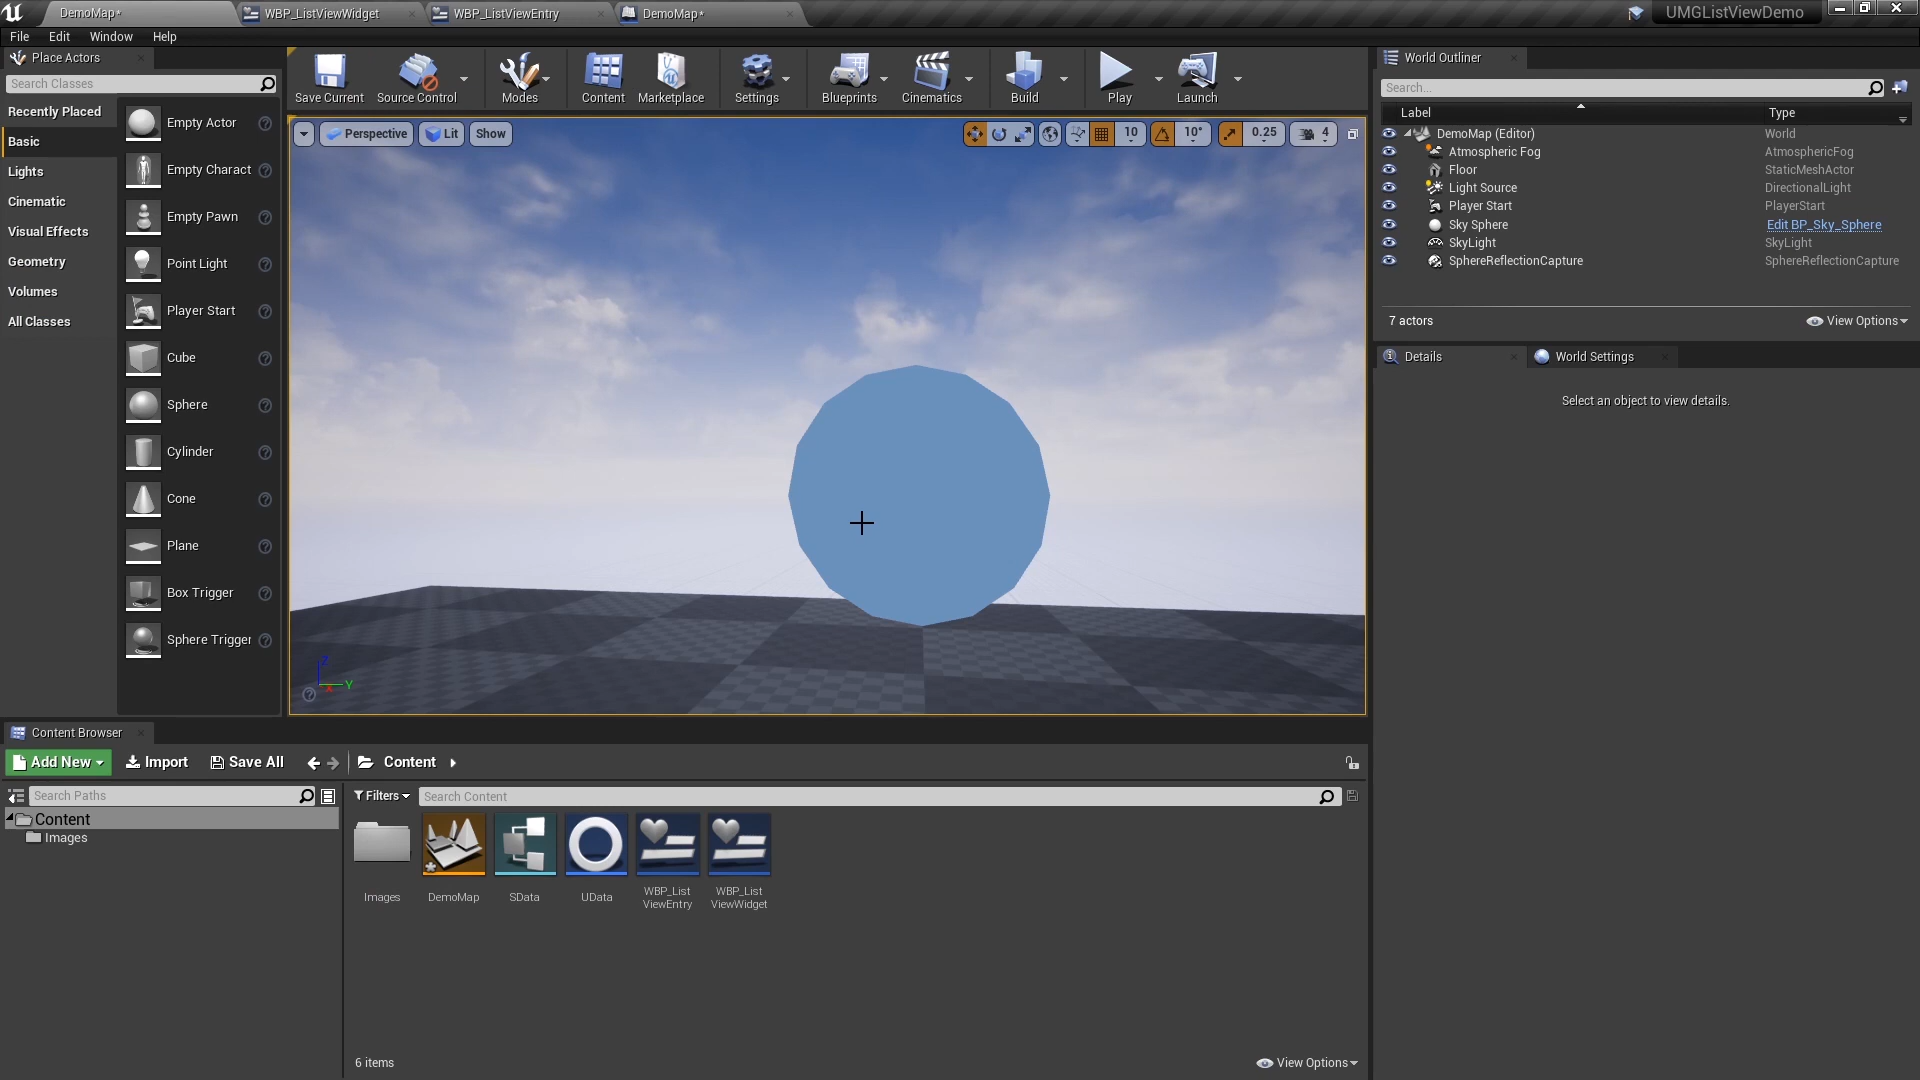 DemoMap*
WBP_ListViewWidget
WBP_ListViewEntry
DemoMap*
UMGListViewDemo
File Edit Window Help
Place Actors
Search Classes
Recently Placed
Basic
Lights
Cinematic
Visual Effects
Geometry
Volumes
All Classes
Empty Actor
Empty Charact
Empty Pawn
Point Light
Player Start
Cube
Sphere
Cylinder
Cone
Plane
Box Trigger
Sphere Trigger
Save Current
Source Control
Modes
Content
Marketplace
Settings
Blueprints
Cinematics
Build
Play
Launch
Perspective
Lit
Show
10
10°
0.25
4
Z
X
Y
World Outliner
Search...
Label Type
DemoMap (Editor) World
Atmospheric Fog AtmosphericFog
Floor StaticMeshActor
Light Source DirectionalLight
Player Start PlayerStart
Sky Sphere Edit BP_Sky_Sphere
SkyLight SkyLight
SphereReflectionCapture SphereReflectionCapture
7 actors
View Options
Details
World Settings
Select an object to view details.
Content Browser
Add New
Import
Save All
Content
Search Paths
Content
Images
Filters
Search Content
Images
DemoMap
SData
UData
WBP_List
ViewEntry
WBP_List
ViewWidget
6 items
View Options